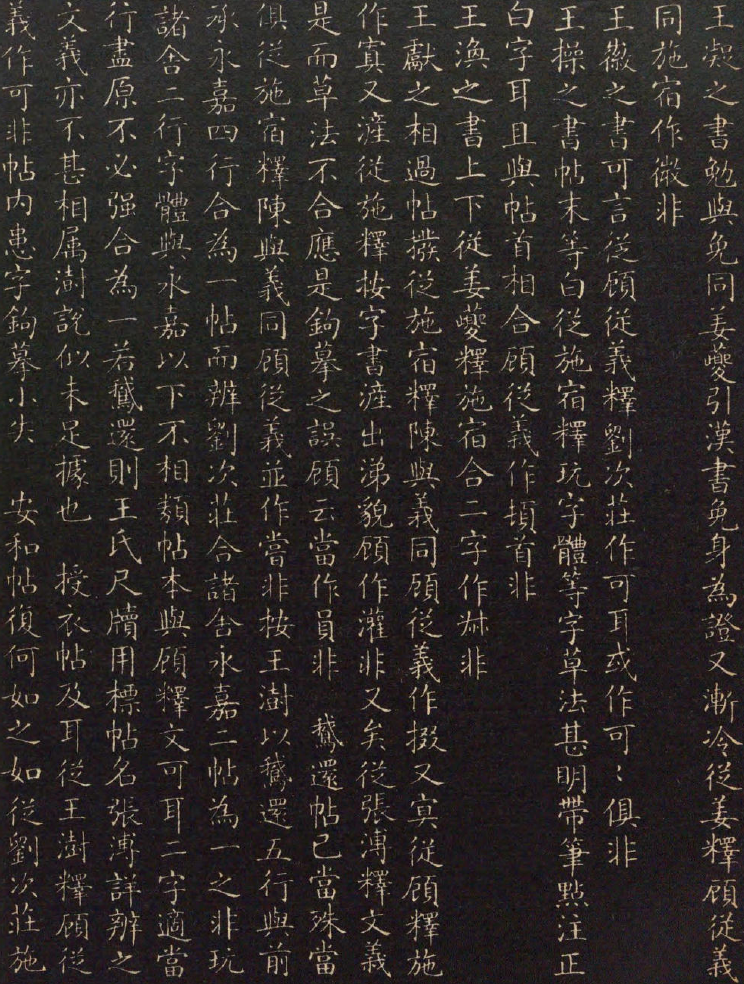 王凝之書勉與免同姜夔引漢書免身為證又漸冷從姜釋顧從義
同施宿作微非
王徽之書可言從顧從義釋劉次莊作可耳或作可〻俱非
王操之書帖末等白從施宿釋玩字體等字草法甚明帶筆點注正
白字耳且與帖首相合顧從義作頓首非
王渙之書上下從姜夔釋施宿合二字作㳟非
王獻之相過帖撥從施宿釋陳與義同顧從義作掇又寘從顧釋施
作寘又漼從施釋按字書漼出涕貌顧作灌非又矣從張溥釋文義
是而草法不合應是鉤摹之誤顧云當作員非　鵞還帖已當殊當
俱從施宿釋陳與義同顧從義並作嘗非按王澍以鵞還五行與前
承永嘉四行合為一帖而辨劉次莊合諸舍永嘉二帖為一之非玩
諸舍二行字體與永嘉以下不相類帖本與顧釋文可耳二字適當
行盡原不必强合為一若鵞還則王氏尺牘用標帖名張溥詳辨之
文義亦不甚相属澍說似未足據也　授衣帖及耳從王澍釋顧從
義作可非帖内患字鉤摹小失　安和帖復何如之如從劉次莊施